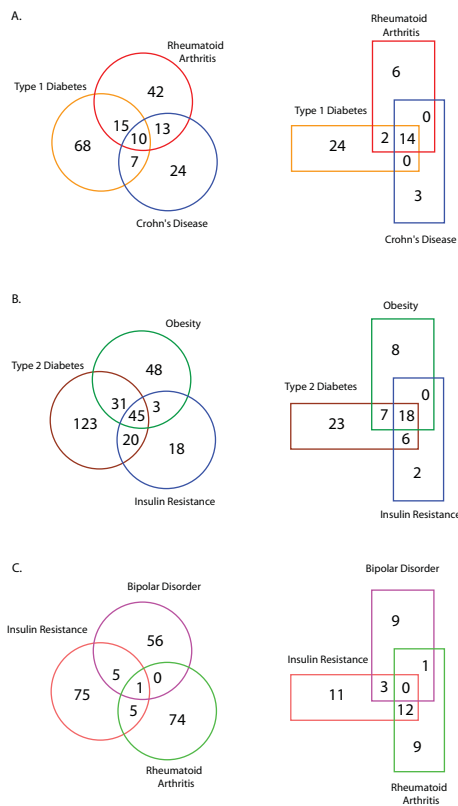 A.
Rheumatoid
Arthritis
Type 1 Diabetes
42
15
13
10
68
7
24
Crohn's Disease
Rheumatoid
Arthritis
6
Type 1 Diabetes
0
24
2
14
0
3
Crohn's Disease
B.
Obesity
Type 2 Diabetes
48
31
3
45
123
20
18
Insulin Resistance
Obesity
8
Type 2 Diabetes
0
23
7
18
6
2
Insulin Resistance
C.
Bipolar Disorder
Insulin Resistance
56
5
0
1
75
5
74
Rheumatoid
Arthritis
Bipolar Disorder
9
Insulin Resistance
1
11
3
0
12
9
Rheumatoid
Arthritis